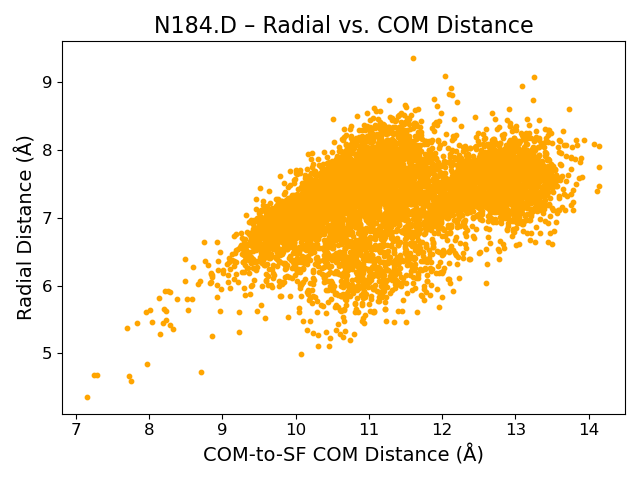 N184.D – Radial vs. COM Distance
Radial Distance (Å)
9
8
7
6
5
7 8 9 10 11 12 13 14
COM-to-SF COM Distance (Å)